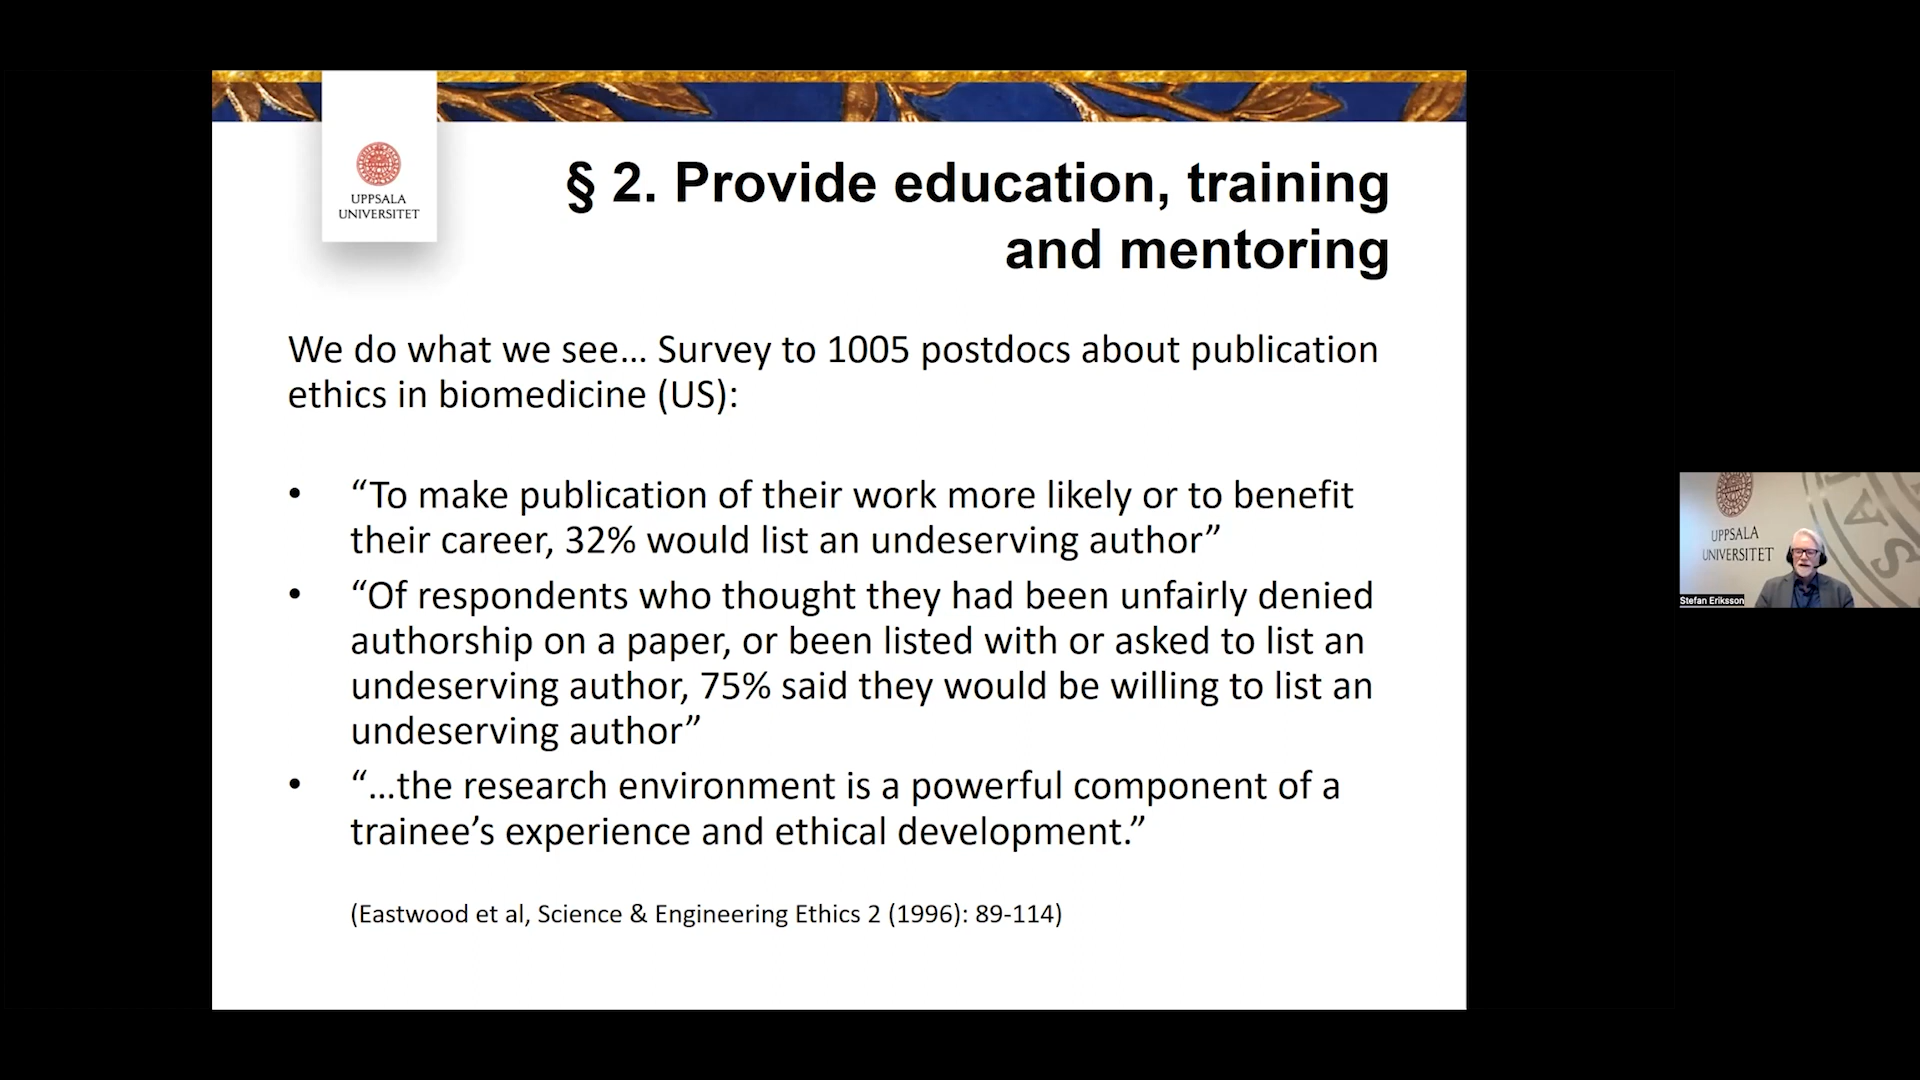 UPPSALA
UNIVERSITET
§ 2. Provide education, training
and mentoring
We do what we see… Survey to 1005 postdocs about publication
ethics in biomedicine (US):
• “To make publication of their work more likely or to benefit
their career, 32% would list an undeserving author”
• “Of respondents who thought they had been unfairly denied
authorship on a paper, or been listed with or asked to list an
undeserving author, 75% said they would be willing to list an
undeserving author”
• “…the research environment is a powerful component of a
trainee’s experience and ethical development.”
(Eastwood et al, Science & Engineering Ethics 2 (1996): 89-114)
UPPSALA
UNIVERSITET
Stefan Eriksson